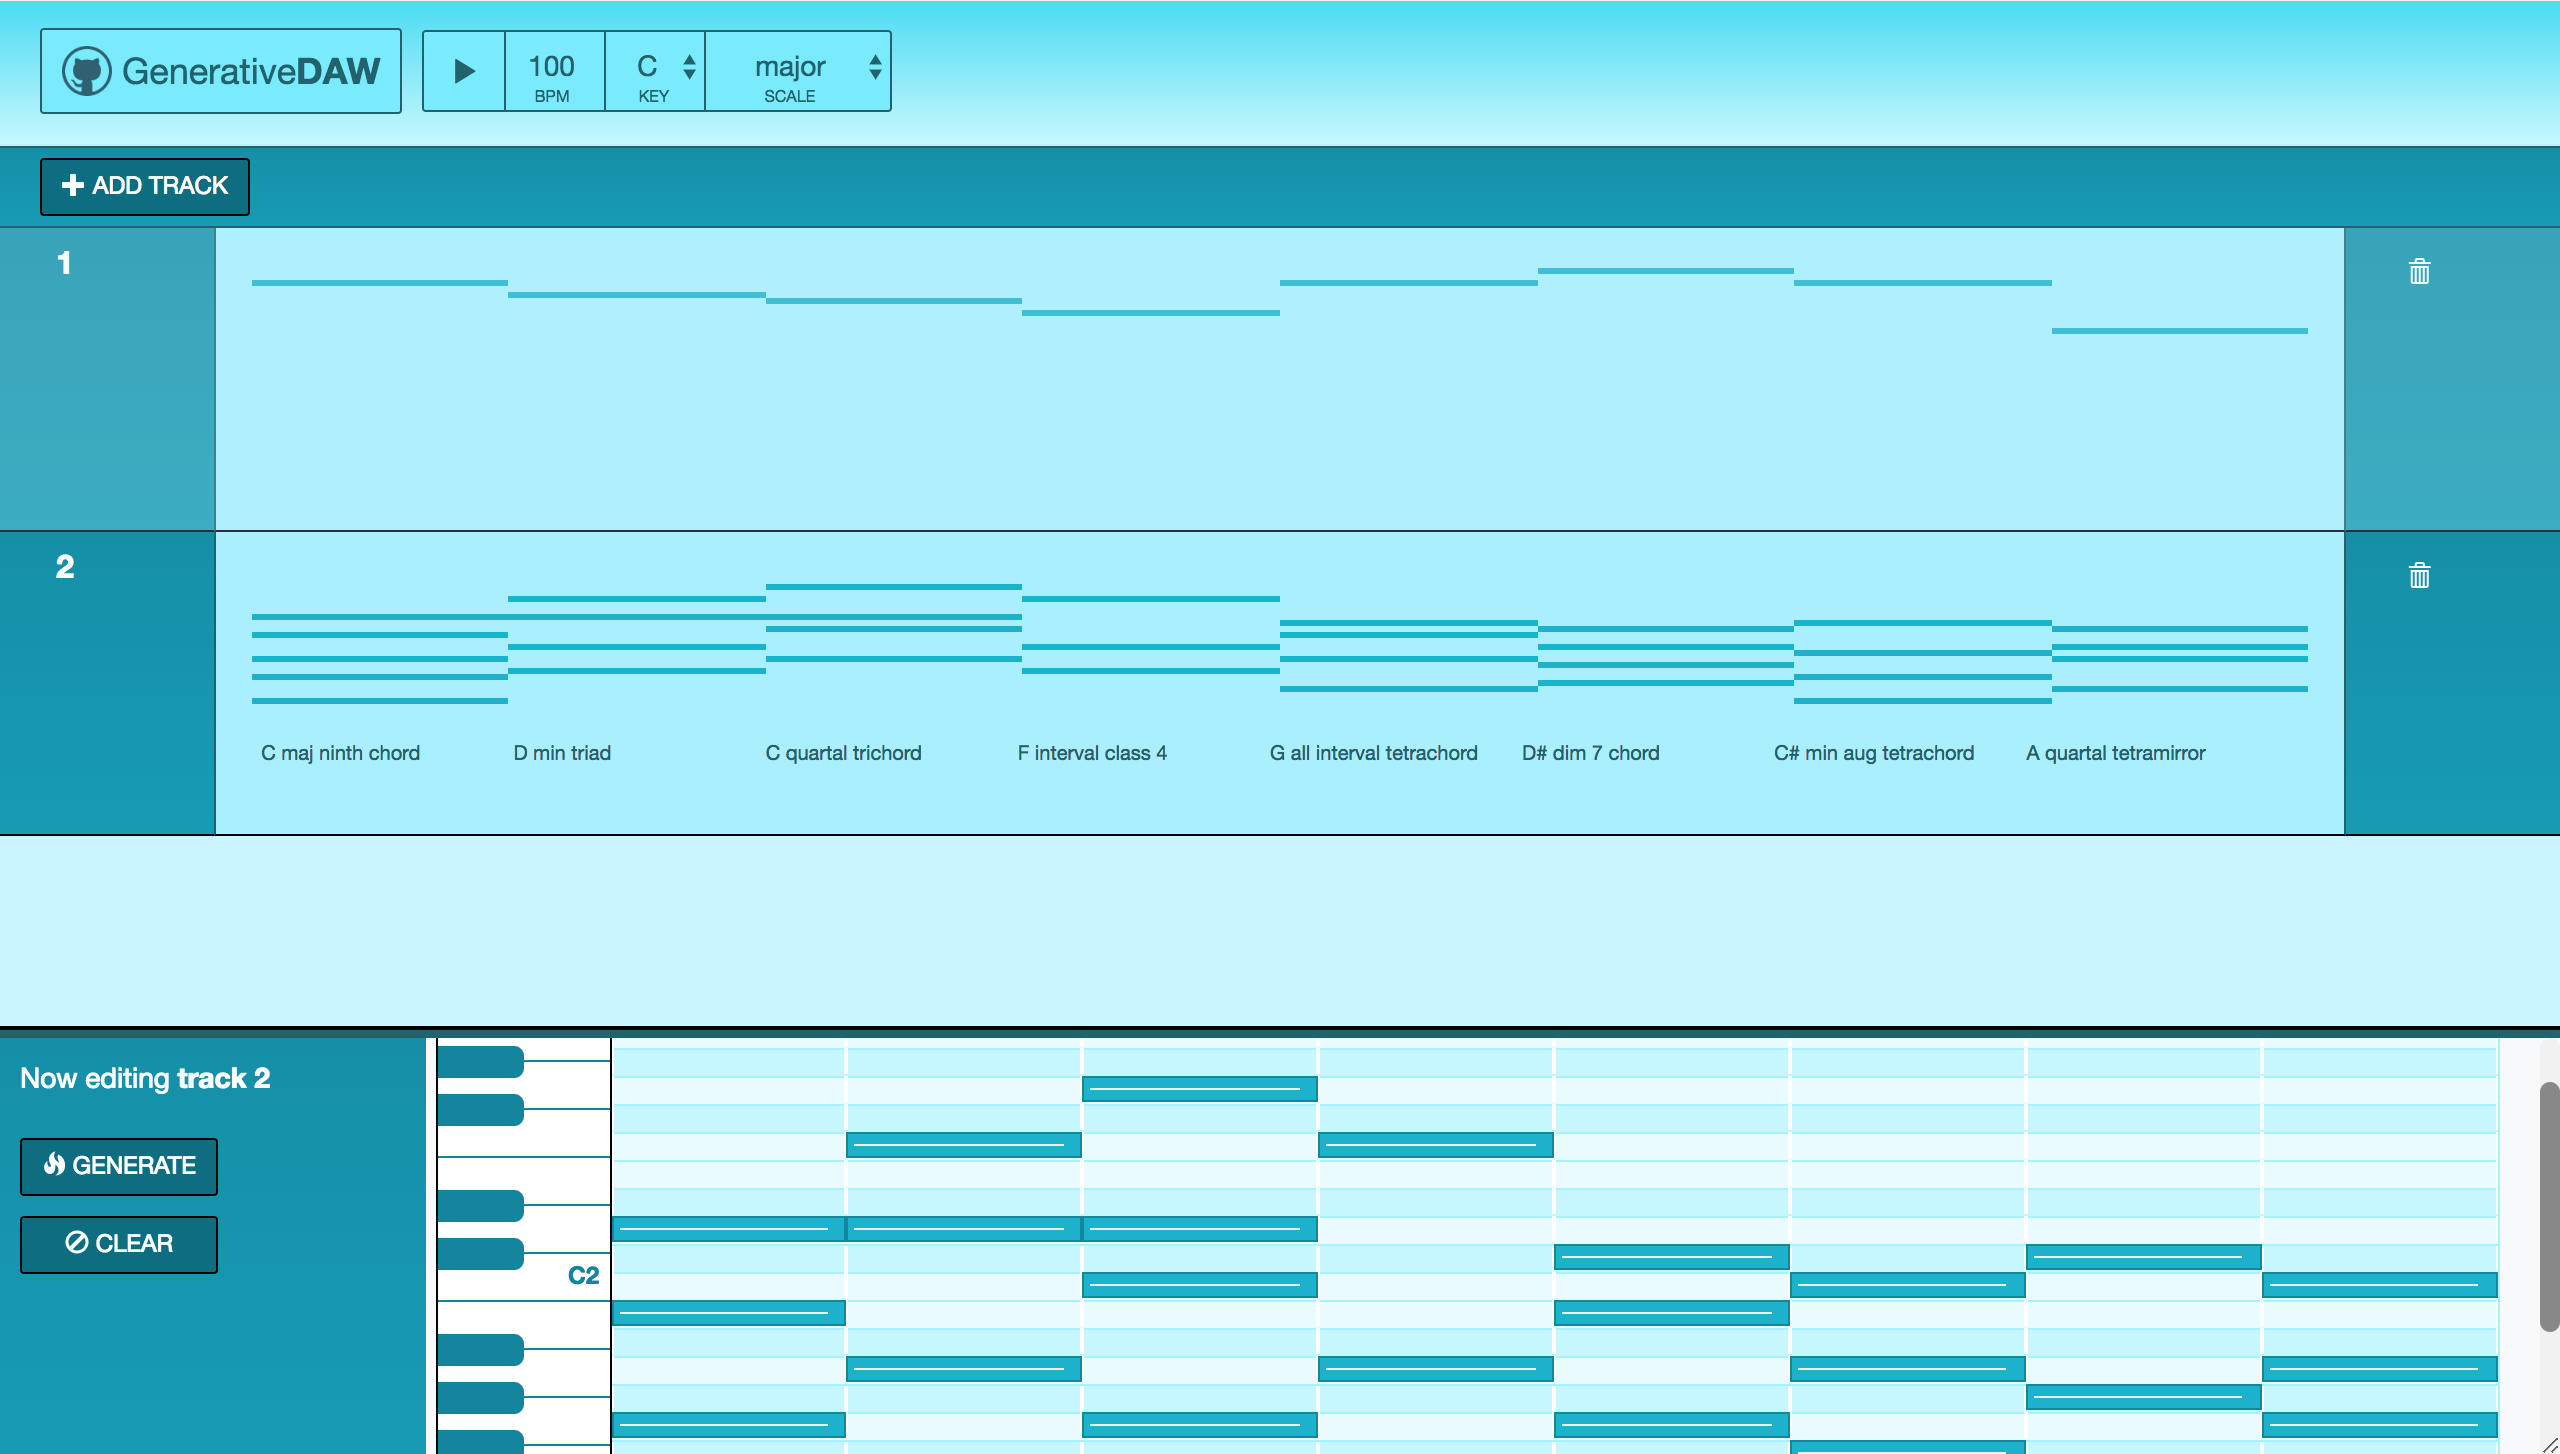 GenerativeDAW
100
BPM
C
KEY
major
SCALE
ADD TRACK
1
2
C maj ninth chord
D min triad
C quartal trichord
F interval class 4
G all interval tetrachord
D# dim 7 chord
C# min aug tetrachord
A quartal tetramirror
Now editing track 2
GENERATE
CLEAR
C2